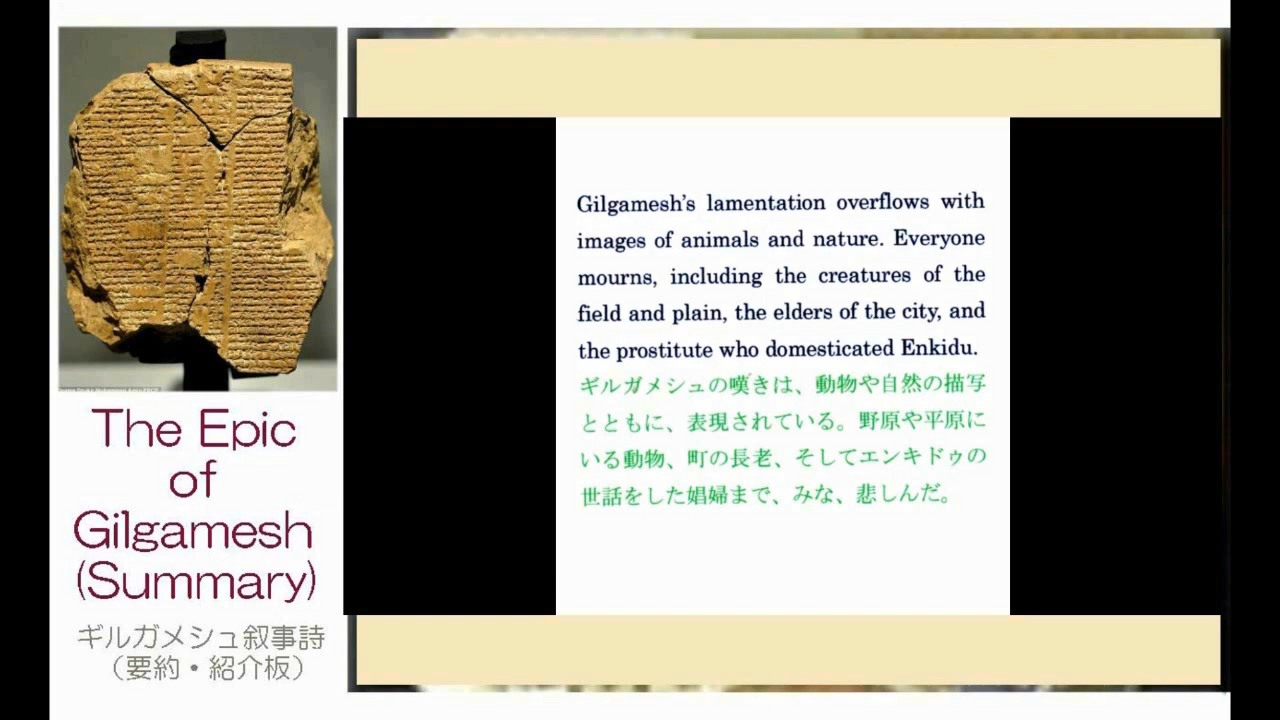 The Epic
of
Gilgamesh
(Summary)
ギルガメシュ叙事詩
（要約・紹介板）
Gilgamesh’s lamentation overflows with
images of animals and nature. Everyone
mourns, including the creatures of the
field and plain, the elders of the city, and
the prostitute who domesticated Enkidu.
ギルガメシュの嘆きは、動物や自然の描写
とともに、表現されている。野原や平原に
いる動物、町の長老、そしてエンキドゥの
世話をした娼婦まで、みな、悲しんだ。